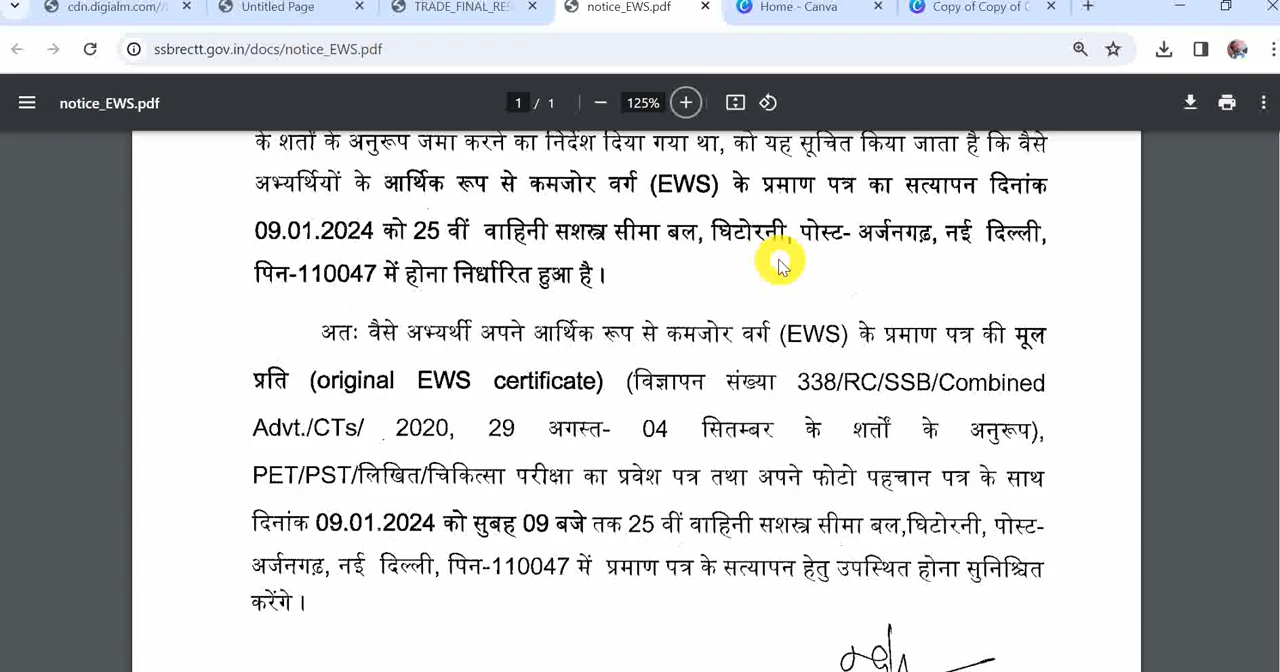 cdn.digialm.com/
Untitled Page
TRADE_FINAL_RES
notice_EWS.pdf
Home - Canva
Copy of Copy of C
ssbrectt.gov.in/docs/notice_EWS.pdf
notice_EWS.pdf
1 / 1
125%
के शर्तों के अनुरूप जमा करने का निर्देश दिया गया था, को यह सूचित किया जाता है कि वैसे
अभ्यर्थियों के आर्थिक रूप से कमजोर वर्ग (EWS) के प्रमाण पत्र का सत्यापन दिनांक
09.01.2024 को 25 वीं वाहिनी सशस्त्र सीमा बल, घिटोरनी, पोस्ट- अर्जनगढ़, नई दिल्ली,
पिन-110047 में होना निर्धारित हुआ है।
अतः वैसे अभ्यर्थी अपने आर्थिक रूप से कमजोर वर्ग (EWS) के प्रमाण पत्र की मूल
प्रति (original EWS certificate) (विज्ञापन संख्या 338/RC/SSB/Combined
Advt./CTs/ 2020, 29 अगस्त- 04 सितम्बर के शर्तों के अनुरूप),
PET/PST/लिखित/चिकित्सा परीक्षा का प्रवेश पत्र तथा अपने फोटो पहचान पत्र के साथ
दिनांक 09.01.2024 को सुबह 09 बजे तक 25 वीं वाहिनी सशस्त्र सीमा बल,घिटोरनी, पोस्ट-
अर्जनगढ़, नई दिल्ली, पिन-110047 में प्रमाण पत्र के सत्यापन हेतु उपस्थित होना सुनिश्चित
करेंगे।